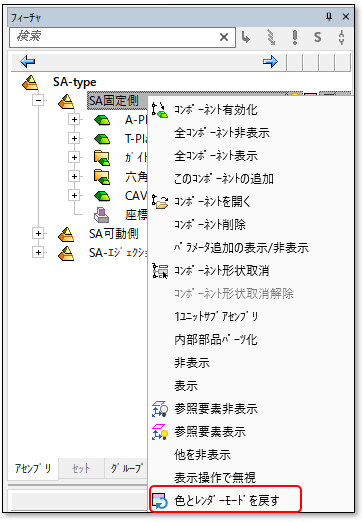 フィーチャ
検索
SA-type
SA固定側
A-Pl
T-Pla
ｶﾞｲﾄ
六角
CAV
座標
SA可動側
SA-ｴｼﾞｪｸｼｮ
ｺﾝﾎﾟｰﾈﾝﾄ有効化
全ｺﾝﾎﾟｰﾈﾝﾄ非表示
全ｺﾝﾎﾟｰﾈﾝﾄ表示
このｺﾝﾎﾟｰﾈﾝﾄの追加
ｺﾝﾎﾟｰﾈﾝﾄを開く
ｺﾝﾎﾟｰﾈﾝﾄ削除
ﾊﾟﾗﾒｰﾀ追加の表示/非表示
ｺﾝﾎﾟｰﾈﾝﾄ形状取消
ｺﾝﾎﾟｰﾈﾝﾄ形状取消解除
1ﾕﾆｯﾄｻﾌﾞｱｾﾝﾌﾞﾘ
内部部品ﾊﾟｰﾂ化
非表示
表示
参照要素非表示
参照要素表示
他を非表示
表示操作で無視
色とﾚﾝﾀﾞｰﾓｰﾄﾞを戻す
ｱｾﾝﾌﾞﾘ ｾｯﾄ ｸﾞﾙｰﾌﾟ